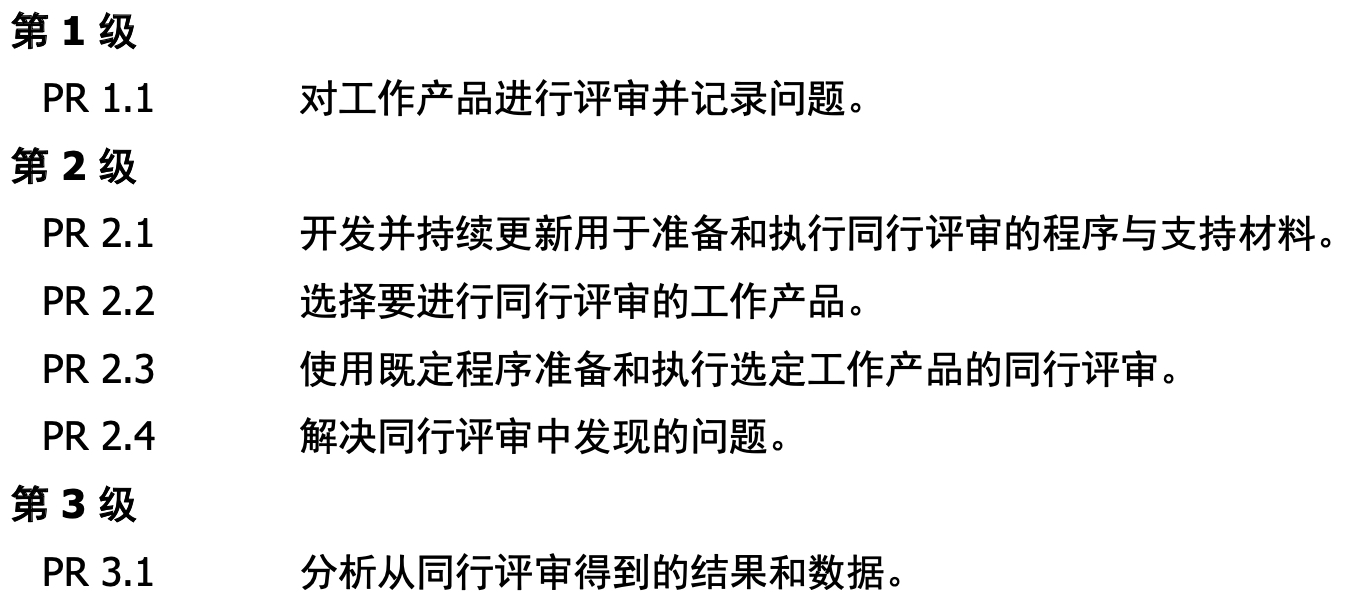 第 1 级
PR 1.1 对工作产品进行评审并记录问题。
第 2 级
PR 2.1 开发并持续更新用于准备和执行同行评审的程序与支持材料。
PR 2.2 选择要进行同行评审的工作产品。
PR 2.3 使用既定程序准备和执行选定工作产品的同行评审。
PR 2.4 解决同行评审中发现的问题。
第 3 级
PR 3.1 分析从同行评审得到的结果和数据。